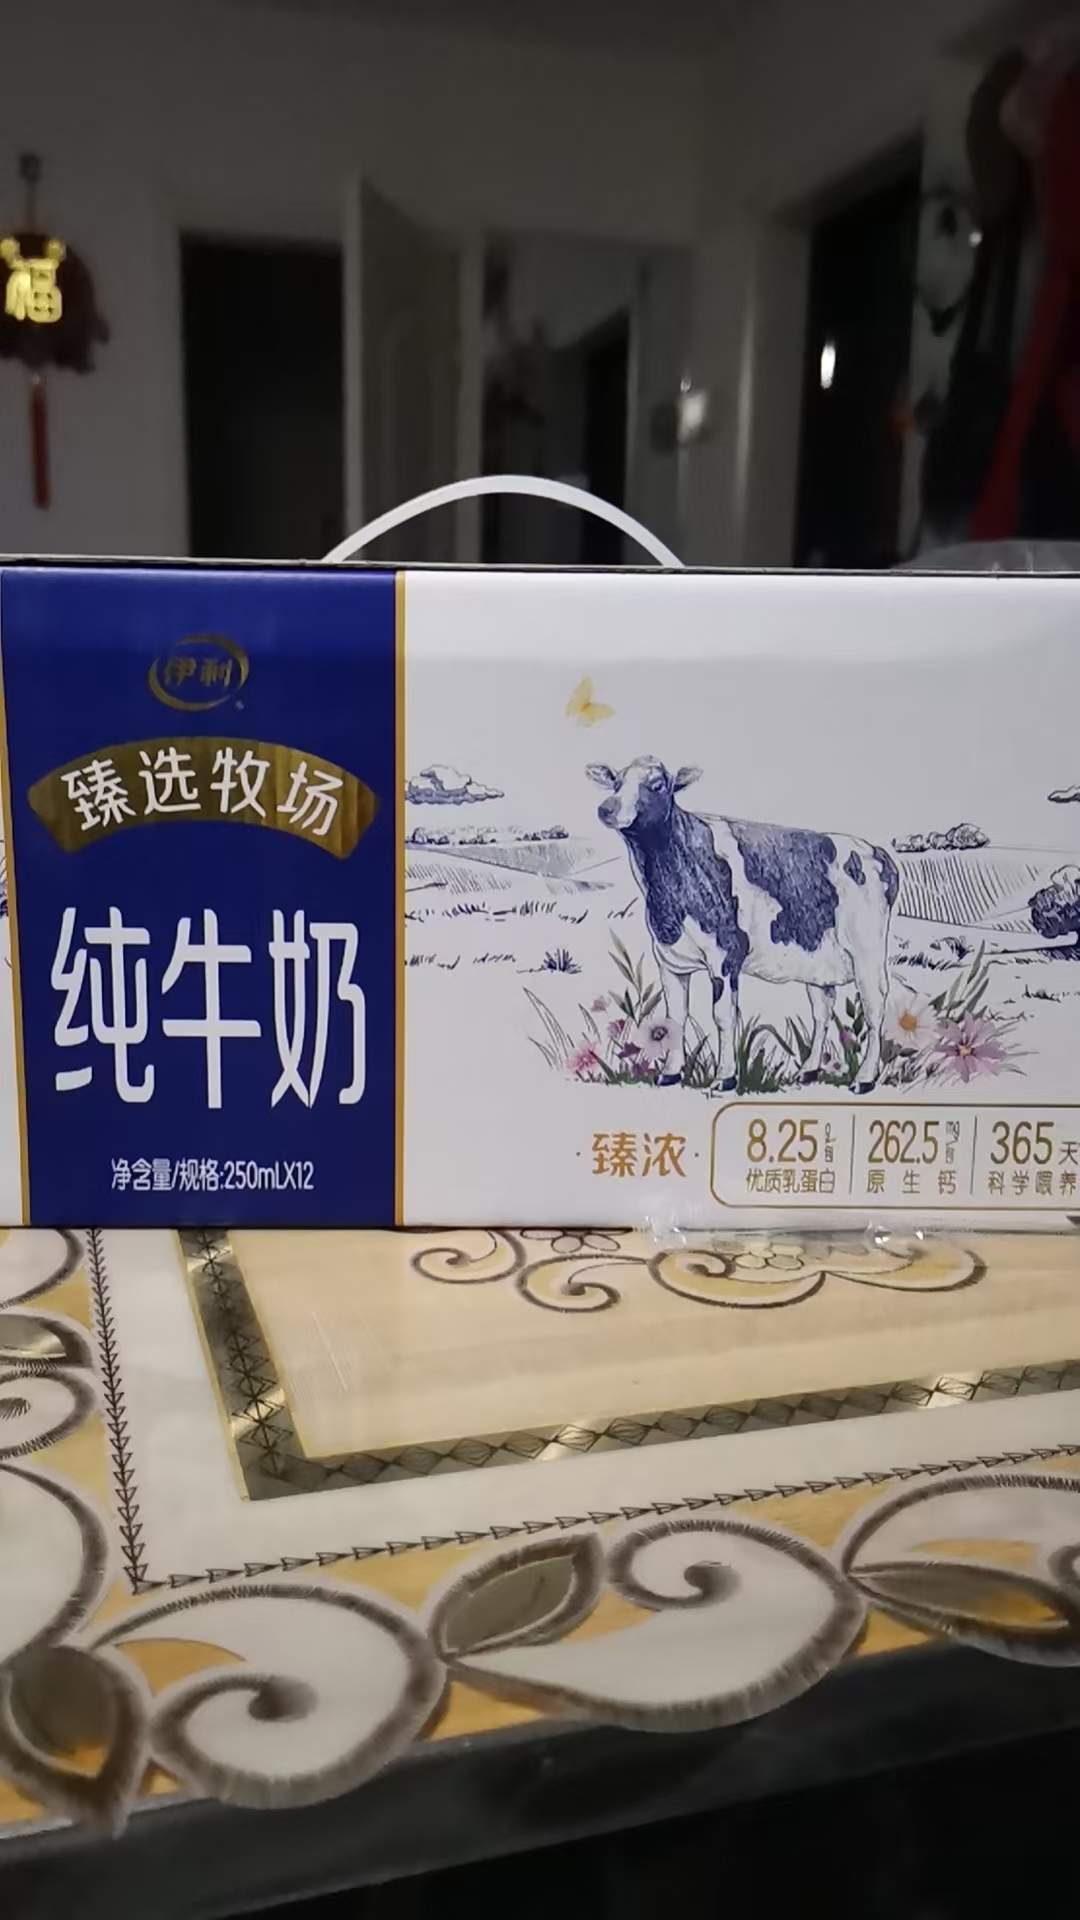 福
伊利
臻选牧场
纯牛奶
净含量/规格:250mLX12
·臻浓·
8.25g/包
优质乳蛋白
262.5mg/包
原生钙
365天
科学喂养